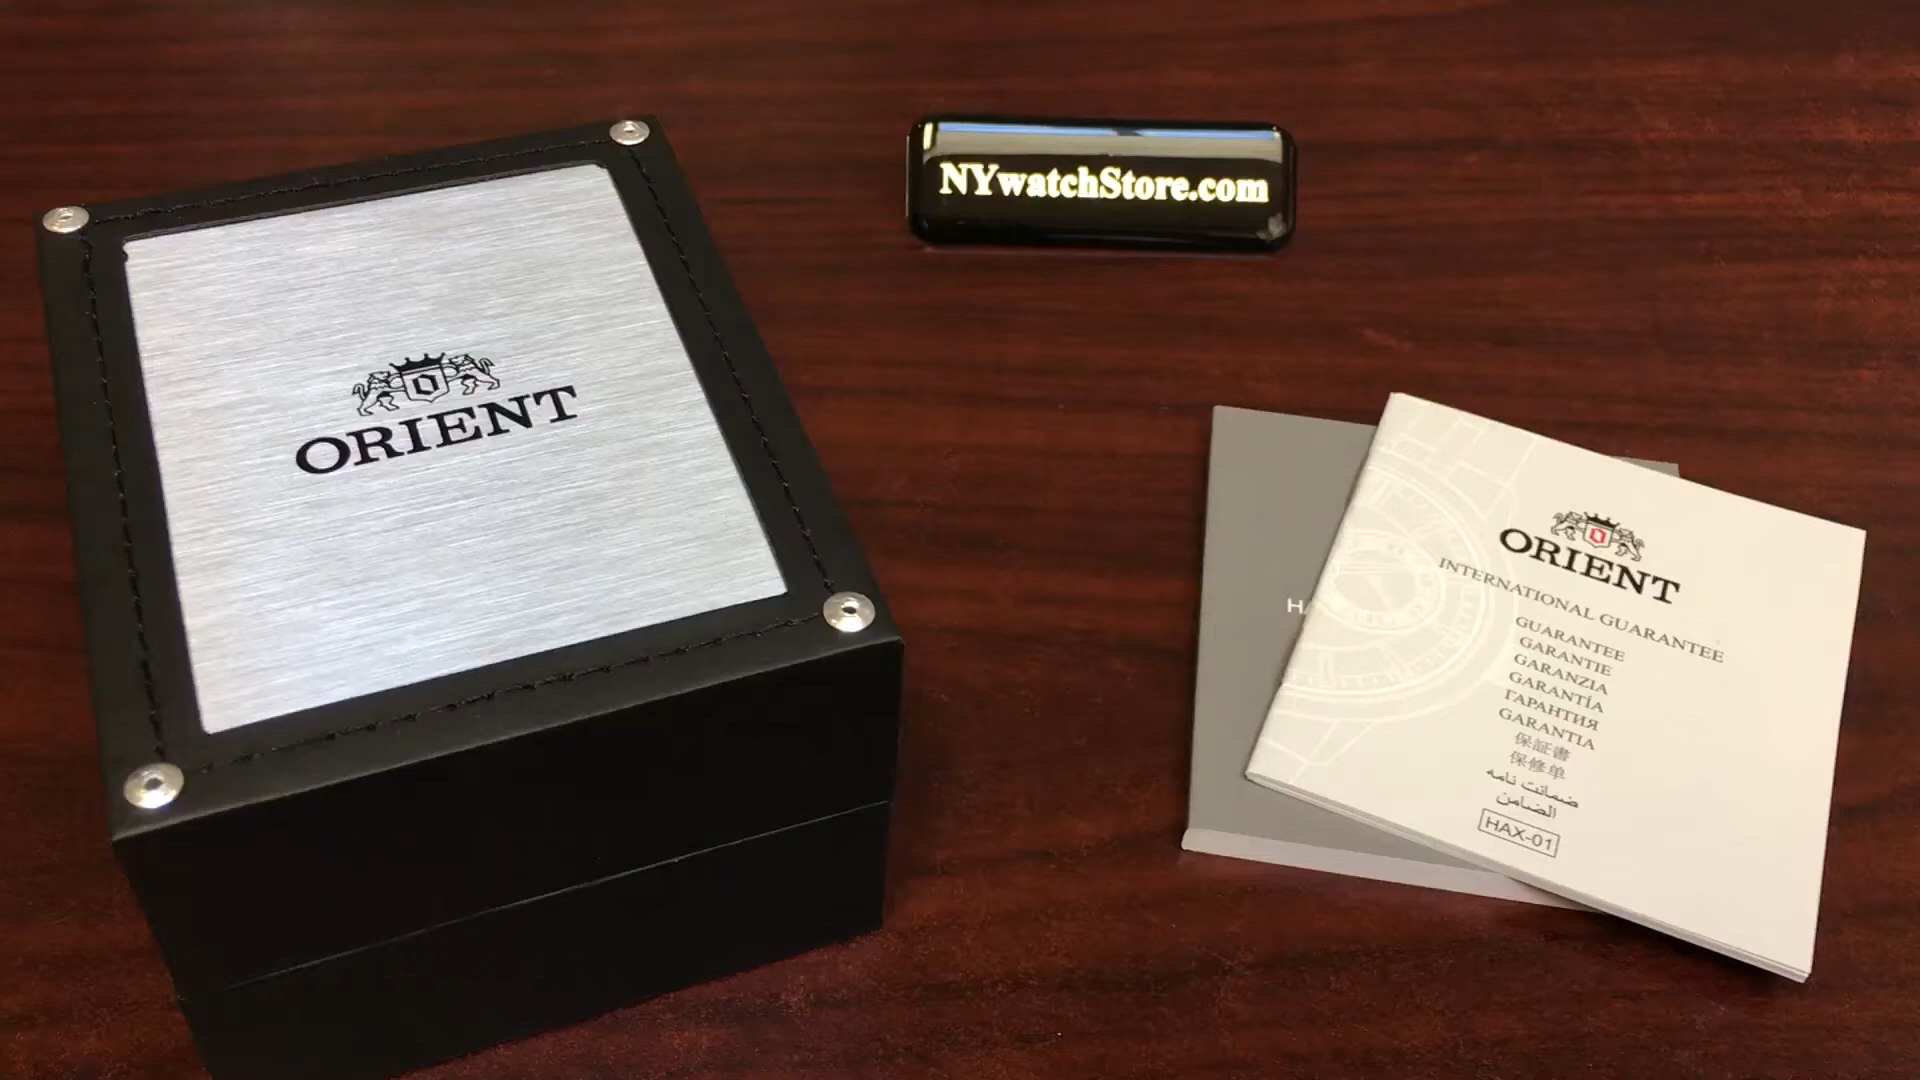 ORIENT
NYwatchStore.com
ORIENT
INTERNATIONAL GUARANTEE
GUARANTEE
GARANTIE
GARANZIA
GARANTÍA
ГАРАНТИЯ
GARANTIA
保証書
保修单
ضمانت نامه
الضامن
HAX-01